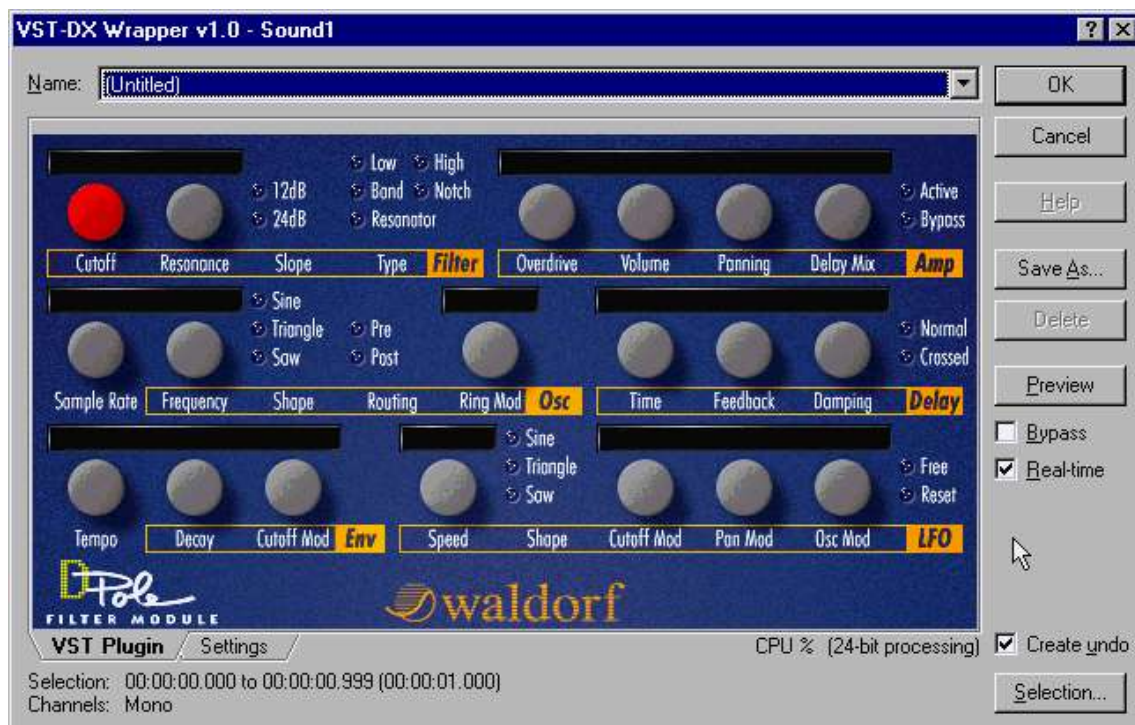 VST-DX Wrapper v1.0 - Sound1
Name: (Untitled)
OK
Cancel
Help
Save As...
Delete
Preview
Bypass
Real-time
Create undo
Selection...
Low High
12dB Band Notch
24dB Resonator
Active
Bypass
Cutoff Resonance Slope Type Filter Overdrive Volume Panning Delay Mix Amp
Sine
Triangle Pre
Saw Post
Normal
Crossed
Sample Rate Frequency Shape Routing Ring Mod Osc Time Feedback Damping Delay
Sine
Triangle
Saw
Free
Reset
Tempo Decay Cutoff Mod Env Speed Shape Cutoff Mod Pan Mod Osc Mod LFO
D Pole
FILTER MODULE
waldorf
VST Plugin Settings CPU % (24-bit processing)
Selection: 00:00:00.000 to 00:00:00.999 (00:00:01.000)
Channels: Mono